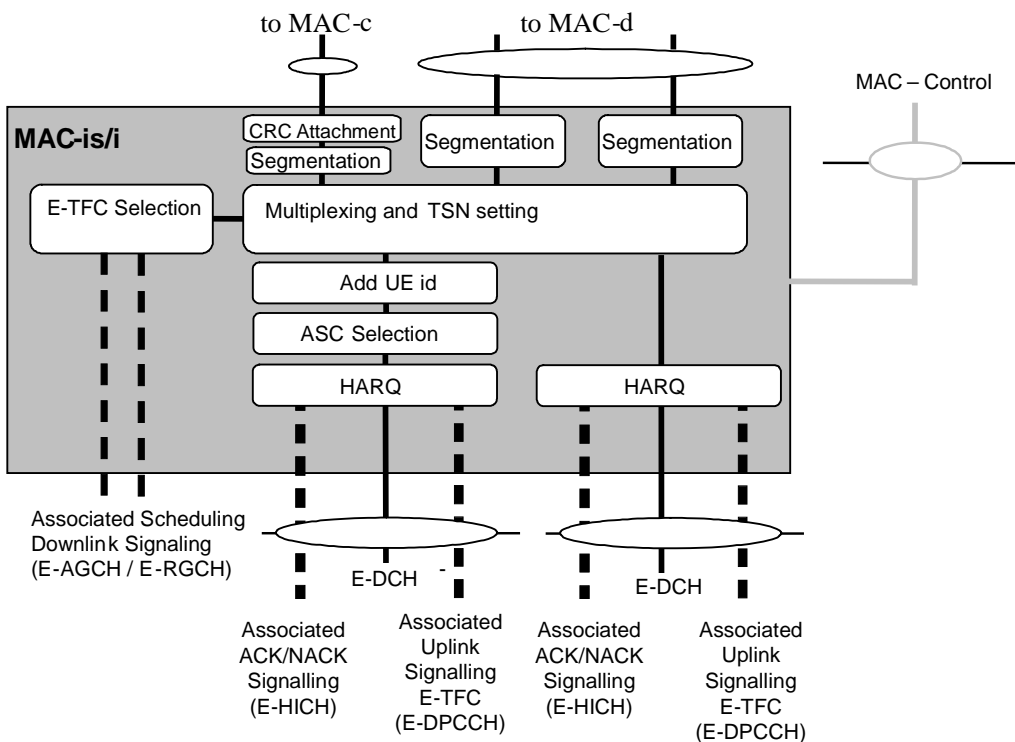 to MAC-c
to MAC-d
MAC – Control
MAC-is/i
CRC Attachment
Segmentation
Segmentation
Segmentation
E-TFC Selection
Multiplexing and TSN setting
Add UE id
ASC Selection
HARQ
HARQ
Associated Scheduling
Downlink Signaling
(E-AGCH / E-RGCH)
E-DCH
-
E-DCH
Associated
ACK/NACK
Signalling
(E-HICH)
Associated
Uplink
Signalling
E-TFC
(E-DPCCH)
Associated
ACK/NACK
Signalling
(E-HICH)
Associated
Uplink
Signalling
E-TFC
(E-DPCCH)